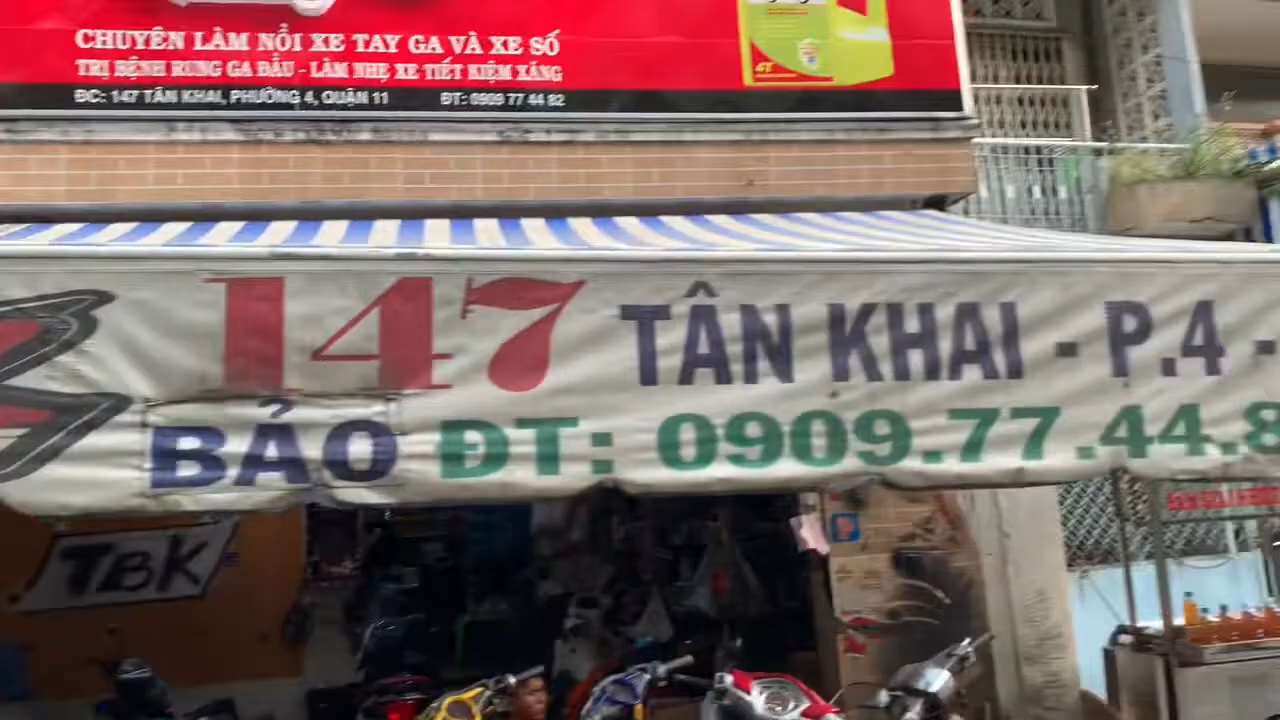 CHUYÊN LÀM NỒI XE TAY GA VÀ XE SỐ
TRỊ BỆNH RUNG GA ĐẦU - LÀM NHẸ XE TIẾT KIỆM XĂNG
ĐC: 147 TÂN KHAI, PHƯỜNG 4, QUẬN 11 ĐT: 0909 77 44 82
4T
147 TÂN KHAI - P.4 -
BẢO ĐT: 0909.77.44.8
TBK